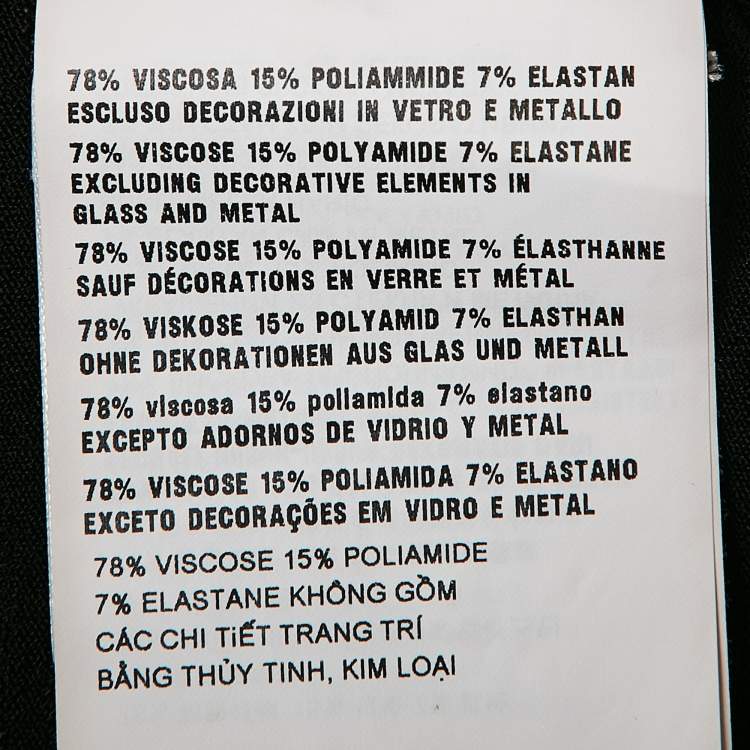 78% VISCOSA 15% POLIAMMIDE 7% ELASTAN
ESCLUSO DECORAZIONI IN VETRO E METALLO
78% VISCOSE 15% POLYAMIDE 7% ELASTANE
EXCLUDING DECORATIVE ELEMENTS IN
GLASS AND METAL
78% VISCOSE 15% POLYAMIDE 7% ÉLASTHANNE
SAUF DÉCORATIONS EN VERRE ET MÉTAL
78% VISKOSE 15% POLYAMID 7% ELASTHAN
OHNE DEKORATIONEN AUS GLAS UND METALL
78% viscosa 15% poliamida 7% elastano
EXCEPTO ADORNOS DE VIDRIO Y METAL
78% VISCOSE 15% POLIAMIDA 7% ELASTANO
EXCETO DECORAÇÕES EM VIDRO E METAL
78% VISCOSE 15% POLIAMIDE
7% ELASTANE KHÔNG GỒM
CÁC CHI TiẾT TRANG TRÍ
BẰNG THỦY TINH, KIM LOẠI